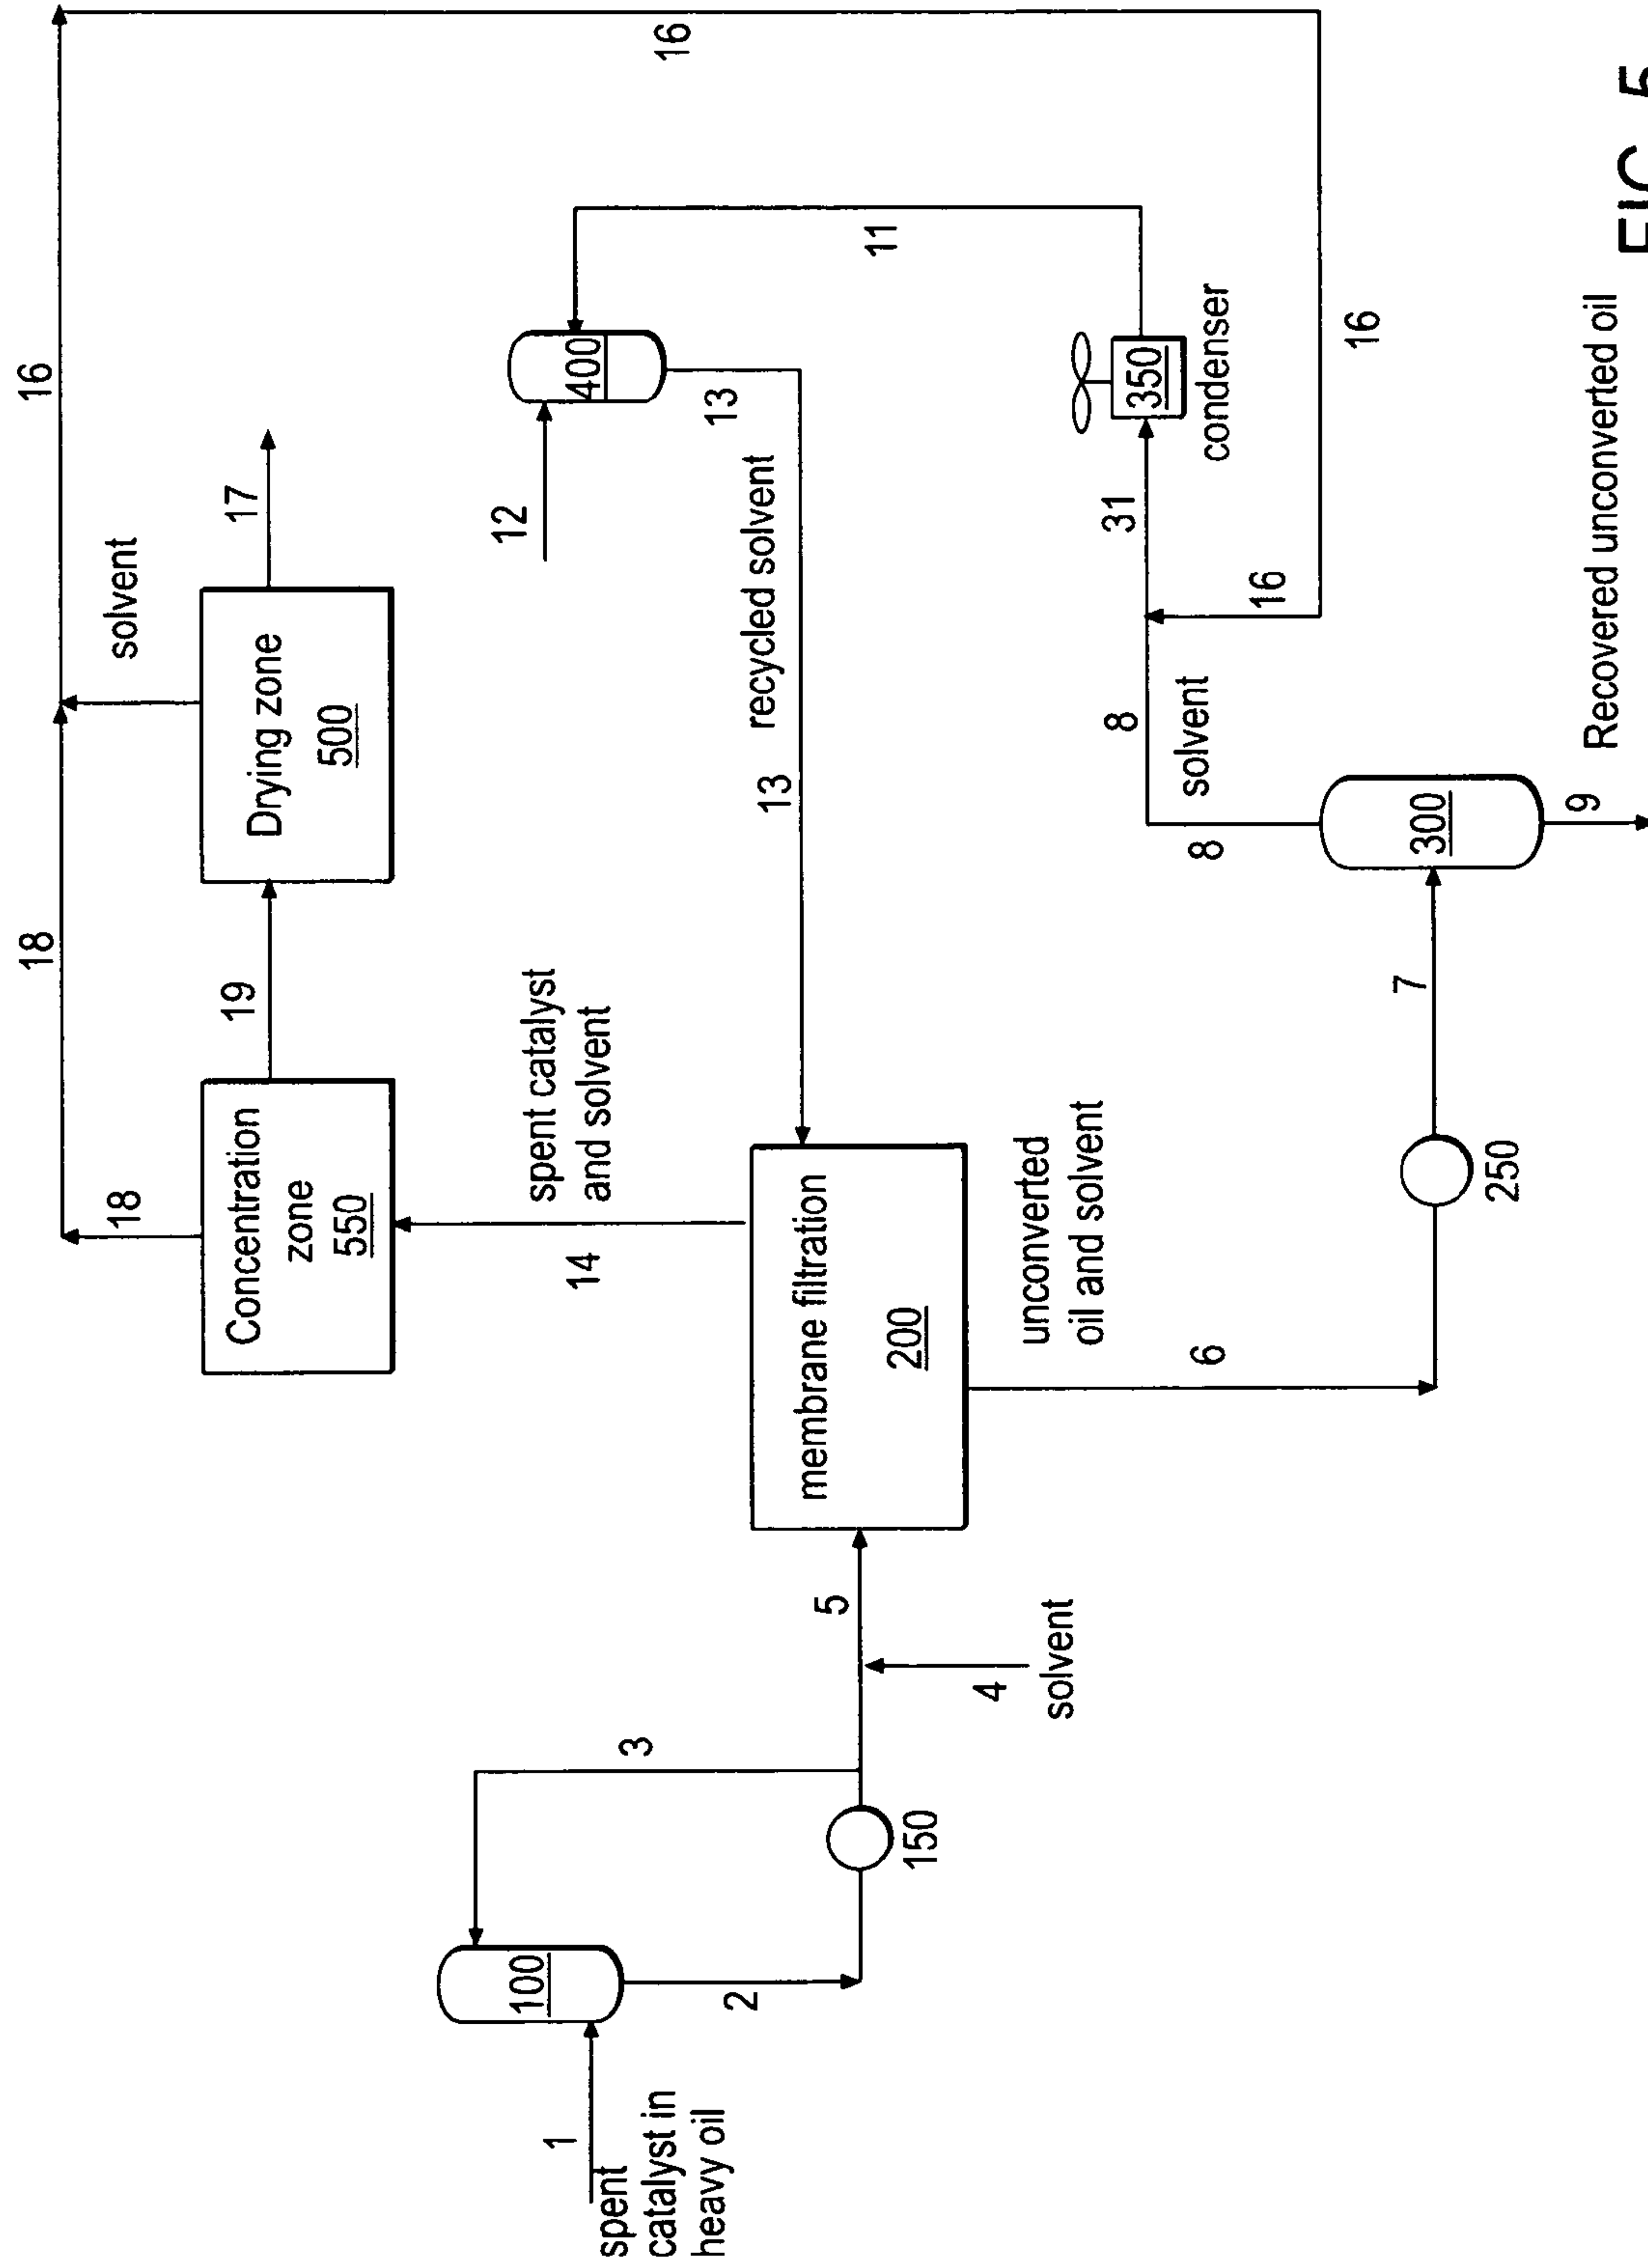 16
18
18
16
solvent
17
Concentration
zone
550
19
Drying zone
500
16
1
spent
catalyst in
heavy oil
100
3
2
14
spent catalyst
and solvent
12
400
13
11
recycled solvent
13
150
5
4
solvent
membrane filtration
200
unconverted
oil and solvent
6
8
31
350
condenser
solvent
8
16
16
250
7
300
9
Recovered unconverted oil
FIG. 5